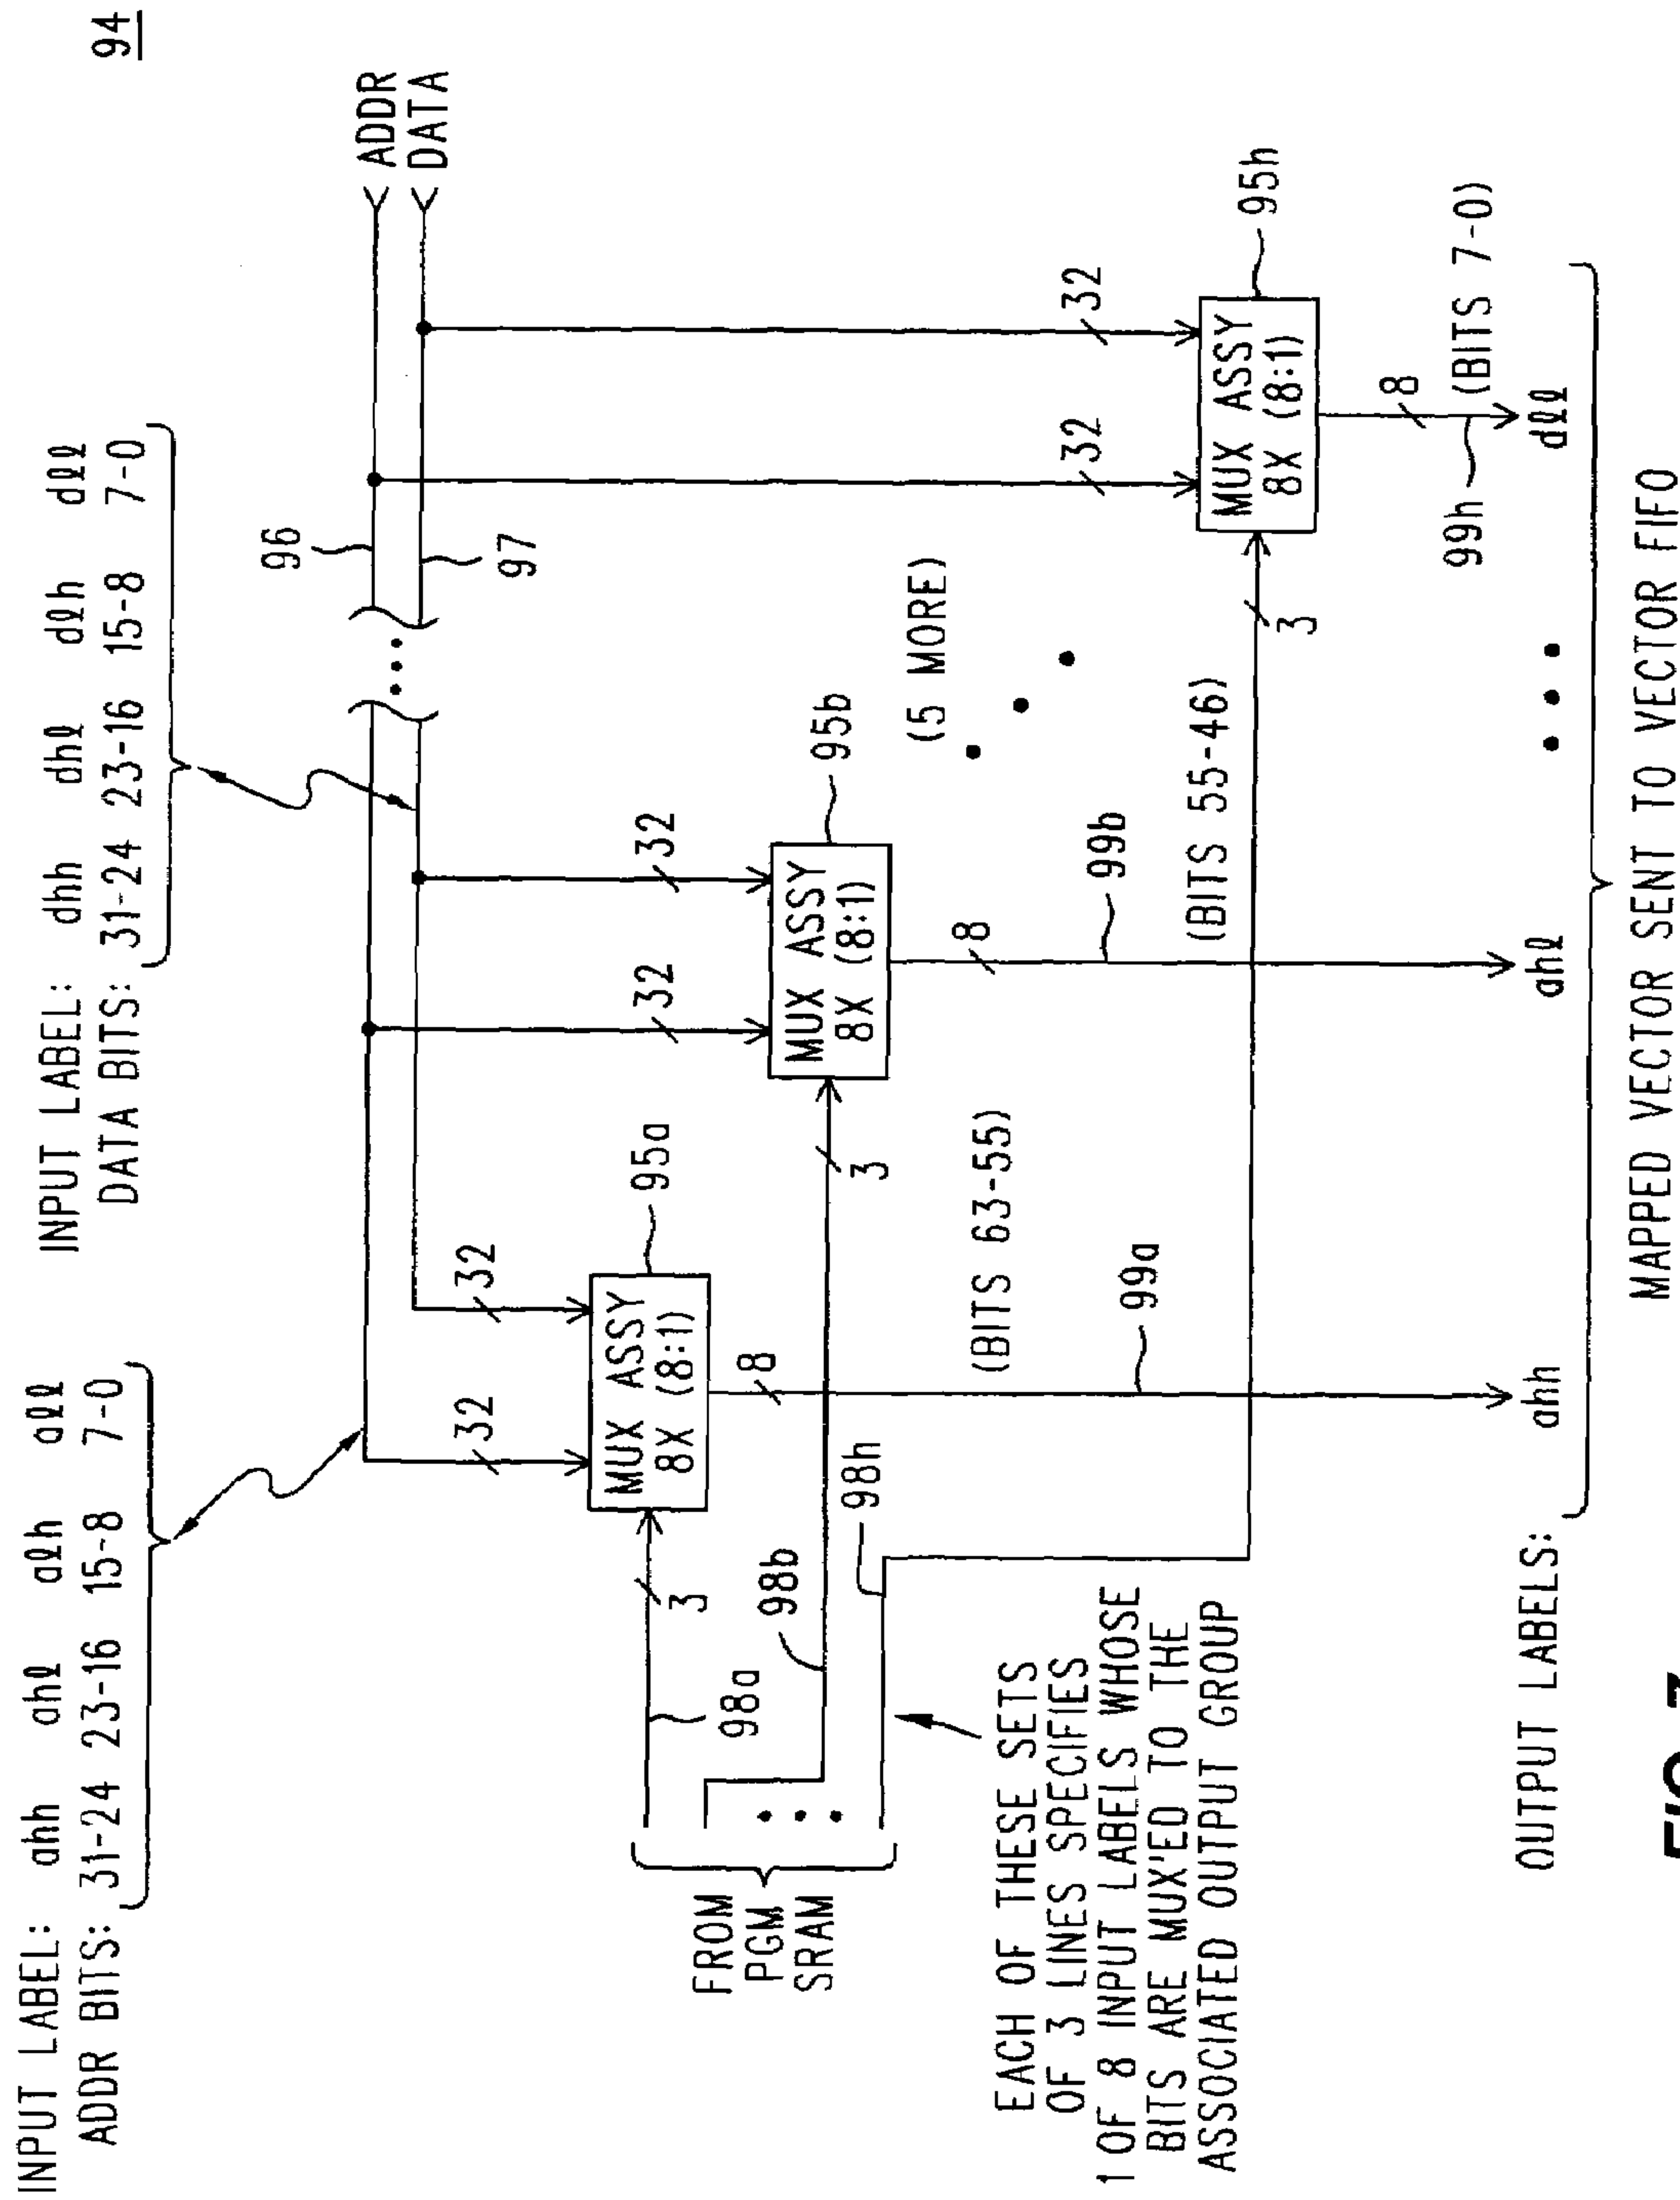 94
INPUT LABEL: ahh ahℓ aℓh aℓℓ
ADDR BITS: 31-24 23-16 15-8 7-0
INPUT LABEL: dhh dhℓ dℓh dℓℓ
DATA BITS: 31-24 23-16 15-8 7-0
96
97
ADDR
DATA
32
32
32
32
32
32
MUX ASSY
8X (8:1)
95a
MUX ASSY
8X (8:1)
95b
MUX ASSY
8X (8:1)
95h
(5 MORE)
FROM
PGM
SRAM
98a
98b
98h
3
3
3
8
8
8
EACH OF THESE SETS
OF 3 LINES SPECIFIES
1 OF 8 INPUT LABELS WHOSE
BITS ARE MUX'ED TO THE
ASSOCIATED OUTPUT GROUP
(BITS 63-55)
99a
(BITS 55-46)
99b
(BITS 7-0)
99h
OUTPUT LABELS:
ahh
ahℓ
dℓℓ
MAPPED VECTOR SENT TO VECTOR FIFO